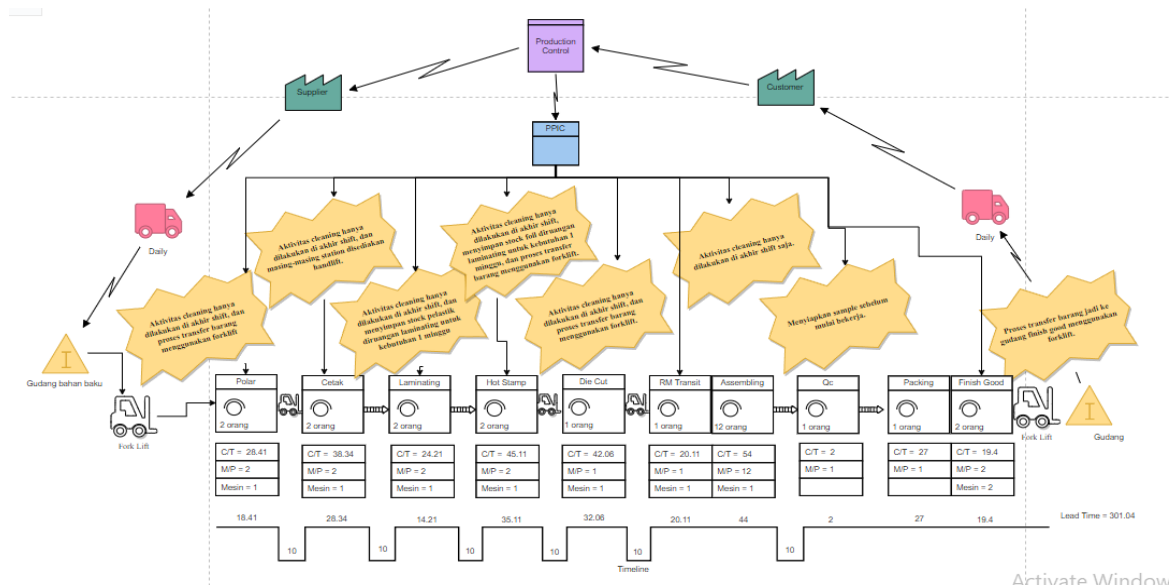 Production
Control
Supplier
Customer
PPIC
Daily
Daily
Aktivitas cleaning hanya
dilakukan di akhir shift, dan
proses transfer barang
menggunakan forklift
Aktivitas cleaning hanya
dilakukan di akhir shift, dan
masing-masing station disediakan
handlift.
Aktivitas cleaning hanya
dilakukan di akhir shift, dan
menyimpan stock pelastik
diruangan laminating untuk
kebutuhan 1 minggu
Aktivitas cleaning hanya
dilakukan di akhir shift,
menyimpan stock foil diruangan
laminating untuk kebutuhan 1
minggu, dan proses transfer
barang menggunakan forklift.
Aktivitas cleaning hanya
dilakukan di akhir shift, dan
proses transfer barang
menggunakan forklift.
Aktivitas cleaning hanya
dilakukan di akhir shift saja.
Menyiapkan sample sebelum
mulai bekerja.
Proses transfer barang jadi ke
gudang finish good menggunakan
forklift.
I
Gudang bahan baku
Fork Lift
Fork Lift
I
Gudang
Polar
2 orang
C/T = 28.41
M/P = 2
Mesin = 1
Cetak
2 orang
C/T = 38.34
M/P = 2
Mesin = 1
Laminating
2 orang
C/T = 24.21
M/P = 2
Mesin = 1
Hot Stamp
2 orang
C/T = 45.11
M/P = 2
Mesin = 1
Die Cut
1 orang
C/T = 42.06
M/P = 1
Mesin = 1
RM Transit
1 orang
C/T = 20.11
M/P = 1
Mesin = 1
Assembling
12 orang
C/T = 54
M/P = 12
Mesin = 1
Qc
1 orang
C/T = 2
M/P = 1
Packing
1 orang
C/T = 27
M/P = 1
Finish Good
2 orang
C/T = 19.4
M/P = 2
Mesin = 2
18.41 28.34 14.21 35.11 32.06 20.11 44 2 27 19.4
Lead Time = 301.04
10 10 10 10 10 10
Timeline
Activate Window